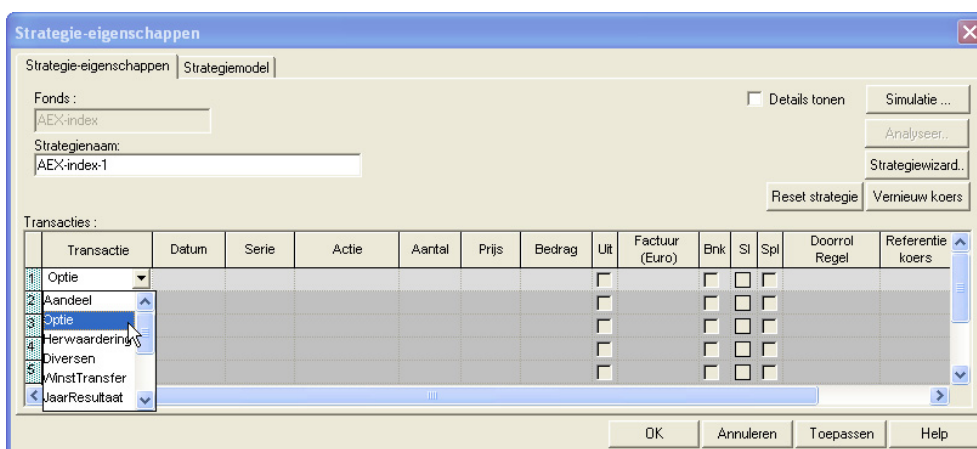 Strategie-eigenschappen
Strategie-eigenschappen Strategiemodel
Fonds :
AEX-index
Details tonen Simulatie ...
Analyseer..
Strategienaam:
AEX-index-1
Strategiewizard..
Reset strategie Vernieuw koers
Transacties :
Transactie Datum Serie Actie Aantal Prijs Bedrag Uit Factuur (Euro) Bnk Sl Spl Doorrol Regel Referentie koers
1 Optie
2 Aandeel
3 Optie
Herwaardering
4 Diversen
5 WinstTransfer
JaarResultaat
OK Annuleren Toepassen Help